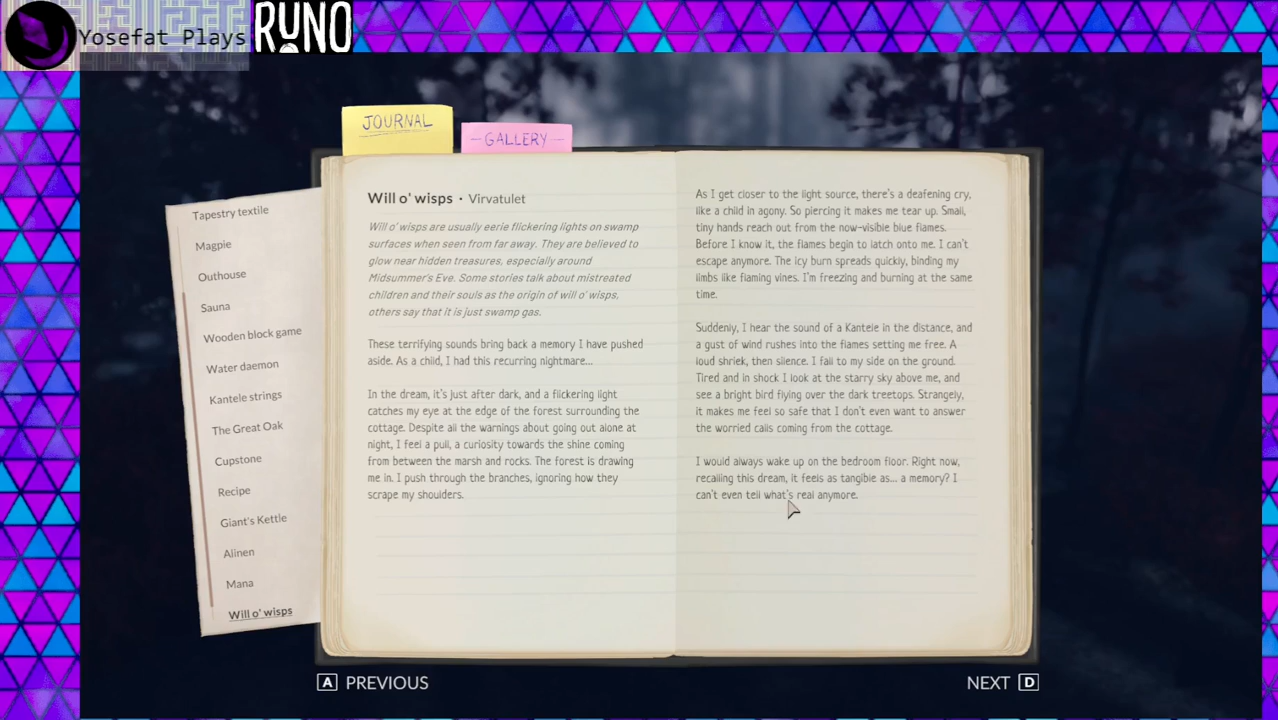 Yosefat Plays
RUNO
JOURNAL
GALLERY
Tapestry textile
Magpie
Outhouse
Sauna
Wooden block game
Water daemon
Kantele strings
The Great Oak
Cupstone
Recipe
Giant's Kettle
Alinen
Mana
Will o' wisps
Will o' wisps · Virvatulet
Will o' wisps are usually eerie flickering lights on swamp
surfaces when seen from far away. They are believed to
glow near hidden treasures, especially around
Midsummer's Eve. Some stories talk about mistreated
children and their souls as the origin of will o' wisps,
others say that it is just swamp gas.
These terrifying sounds bring back a memory I have pushed
aside. As a child, I had this recurring nightmare...
In the dream, it's just after dark, and a flickering light
catches my eye at the edge of the forest surrounding the
cottage. Despite all the warnings about going out alone at
night, I feel a pull, a curiosity towards the shine coming
from between the marsh and rocks. The forest is drawing
me in. I push through the branches, ignoring how they
scrape my shoulders.
As I get closer to the light source, there's a deafening cry,
like a child in agony. So piercing it makes me tear up. Small,
tiny hands reach out from the now-visible blue flames.
Before I know it, the flames begin to latch onto me. I can't
escape anymore. The icy burn spreads quickly, binding my
limbs like flaming vines. I'm freezing and burning at the same
time.
Suddenly, I hear the sound of a Kantele in the distance, and
a gust of wind rushes into the flames setting me free. A
loud shriek, then silence. I fall to my side on the ground.
Tired and in shock I look at the starry sky above me, and
see a bright bird flying over the dark treetops. Strangely,
it makes me feel so safe that I don't even want to answer
the worried calls coming from the cottage.
I would always wake up on the bedroom floor. Right now,
recalling this dream, it feels as tangible as... a memory? I
can't even tell what's real anymore.
A PREVIOUS
NEXT D